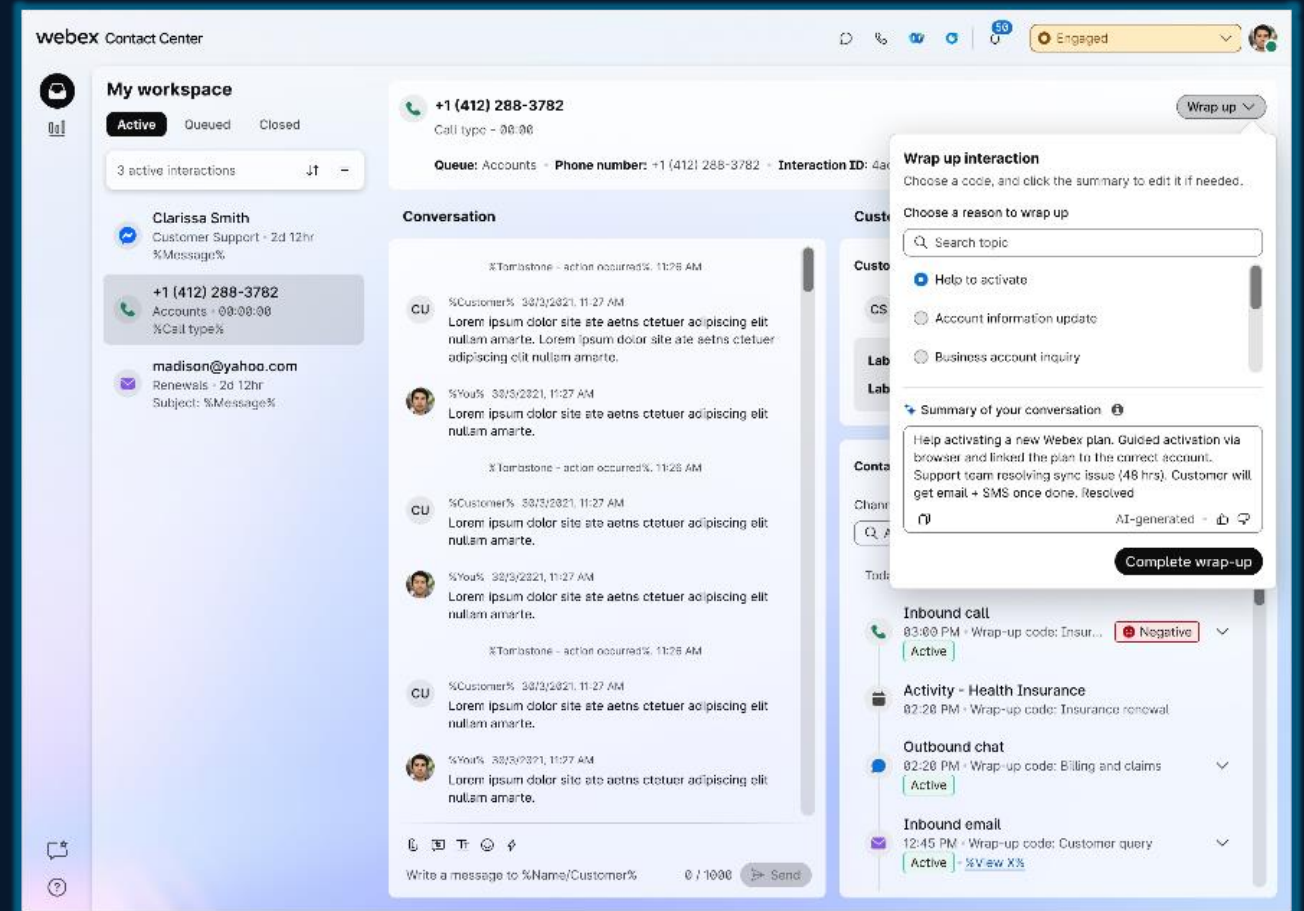 webex Contact Center
50
Engaged
My workspace
Active Queued Closed
3 active interactions
Clarissa Smith
Customer Support - 2d 12hr
%Message%
+1 (412) 288-3782
Accounts - 00:00:00
%Call type%
madison@yahoo.com
Renewals - 2d 12hr
Subject: %Message%
+1 (412) 288-3782
Call type - 00:00
Queue: Accounts - Phone number: +1 (412) 288-3782 - Interaction ID:
Wrap up
Conversation
%Tombstone - action occurred%, 11:26 AM
CU
%Customer% 30/3/2021, 11:27 AM
Lorem ipsum dolor site ate aetns ctetuer adipiscing elit
nullam amarte. Lorem ipsum dolor site ate aetns ctetuer
adipiscing elit nullam amarte.
%You% 30/3/2021, 11:27 AM
Lorem ipsum dolor site ate aetns ctetuer adipiscing elit
nullam amarte.
%Tombstone - action occurred%, 11:26 AM
CU
%Customer% 30/3/2021, 11:27 AM
Lorem ipsum dolor site ate aetns ctetuer adipiscing elit
nullam amarte.
%You% 30/3/2021, 11:27 AM
Lorem ipsum dolor site ate aetns ctetuer adipiscing elit
nullam amarte.
%Tombstone - action occurred%, 11:26 AM
CU
%Customer% 30/3/2021, 11:27 AM
Lorem ipsum dolor site ate aetns ctetuer adipiscing elit
nullam amarte.
%You% 30/3/2021, 11:27 AM
Lorem ipsum dolor site ate aetns ctetuer adipiscing elit
nullam amarte.
Write a message to %Name/Customer% 0 / 1000 Send
CS
Wrap up interaction
Choose a code, and click the summary to edit it if needed.
Choose a reason to wrap up
Search topic
Help to activate
Account information update
Business account inquiry
Summary of your conversation
Help activating a new Webex plan. Guided activation via
browser and linked the plan to the correct account.
Support team resolving sync issue (48 hrs). Customer will
get email + SMS once done. Resolved
AI-generated
Complete wrap-up
Inbound call
03:00 PM - Wrap-up code: Insur... Negative
Active
Activity - Health Insurance
02:20 PM - Wrap-up code: Insurance renewal
Outbound chat
02:20 PM - Wrap-up code: Billing and claims
Active
Inbound email
12:45 PM - Wrap-up code: Customer query
Active - %View X%